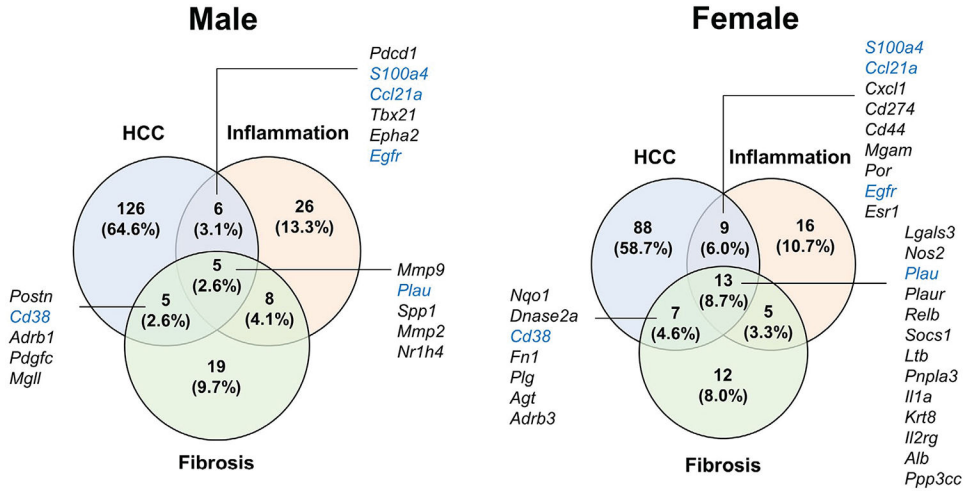 Male
Pdcd1
S100a4
Ccl21a
Tbx21
Epha2
Egfr
HCC
Inflammation
126
(64.6%)
6
(3.1%)
26
(13.3%)
5
(2.6%)
5
(2.6%)
8
(4.1%)
19
(9.7%)
Postn
Cd38
Adrb1
Pdgfc
Mgll
Mmp9
Plau
Spp1
Mmp2
Nr1h4
Fibrosis
Female
S100a4
Ccl21a
Cxcl1
Cd274
Cd44
Mgam
Por
Egfr
Esr1
HCC
Inflammation
88
(58.7%)
9
(6.0%)
16
(10.7%)
13
(8.7%)
7
(4.6%)
5
(3.3%)
12
(8.0%)
Nqo1
Dnase2a
Cd38
Fn1
Plg
Agt
Adrb3
Lgals3
Nos2
Plau
Plaur
Relb
Socs1
Ltb
Pnpla3
Il1a
Krt8
Il2rg
Alb
Ppp3cc
Fibrosis